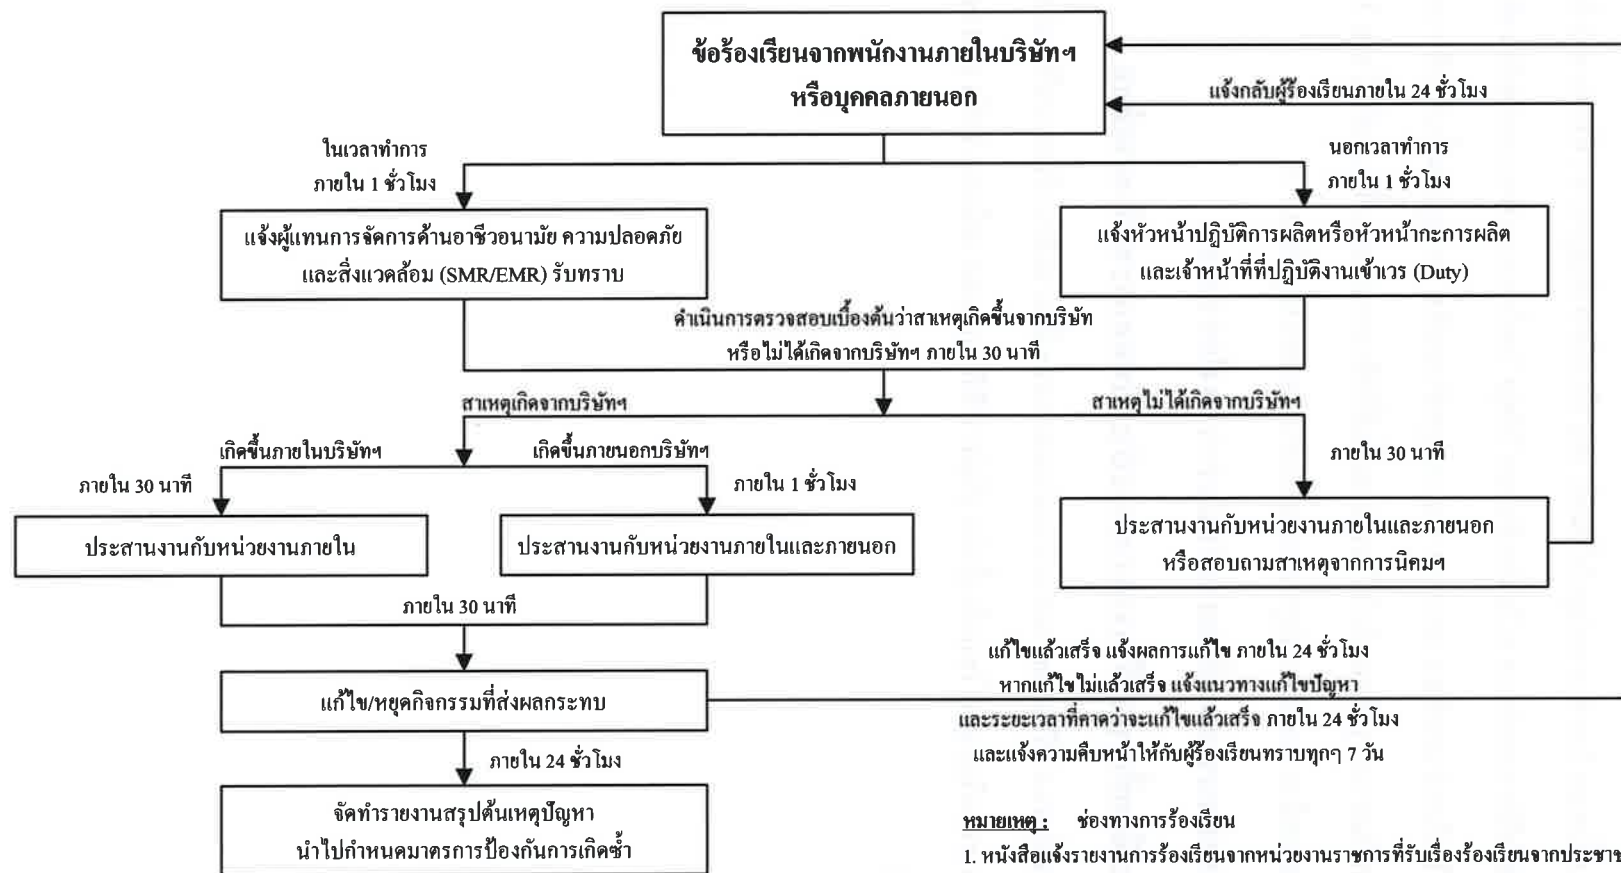 ข้อร้องเรียนจากพนักงานภายในบริษัทฯ
หรือบุคคลภายนอก
แจ้งกลับผู้ร้องเรียนภายใน 24 ชั่วโมง
ในเวลาทำการ
ภายใน 1 ชั่วโมง
นอกเวลาทำการ
ภายใน 1 ชั่วโมง
แจ้งผู้แทนการจัดการด้านอาชีวอนามัย ความปลอดภัย
และสิ่งแวดล้อม (SMR/EMR) รับทราบ
แจ้งหัวหน้าปฏิบัติการผลิตหรือหัวหน้ากะการผลิต
และเจ้าหน้าที่ที่ปฏิบัติงานเข้าเวร (Duty)
ดำเนินการตรวจสอบเบื้องต้นว่าสาเหตุเกิดขึ้นจากบริษัท
หรือไม่ได้เกิดจากบริษัทฯ ภายใน 30 นาที
สาเหตุเกิดจากบริษัทฯ
สาเหตุไม่ได้เกิดจากบริษัทฯ
เกิดขึ้นภายในบริษัทฯ
เกิดขึ้นภายนอกบริษัทฯ
ภายใน 30 นาที
ภายใน 30 นาที
ภายใน 1 ชั่วโมง
ประสานงานกับหน่วยงานภายใน
ประสานงานกับหน่วยงานภายในและภายนอก
ประสานงานกับหน่วยงานภายในและภายนอก
หรือสอบถามสาเหตุจากการนิคมฯ
ภายใน 30 นาที
แก้ไข/หยุดกิจกรรมที่ส่งผลกระทบ
แก้ไขแล้วเสร็จ แจ้งผลการแก้ไข ภายใน 24 ชั่วโมง
หากแก้ไขไม่แล้วเสร็จ แจ้งแนวทางแก้ไขปัญหา
และระยะเวลาที่คาดว่าจะแก้ไขแล้วเสร็จ ภายใน 24 ชั่วโมง
และแจ้งความคืบหน้าให้กับผู้ร้องเรียนทราบทุกๆ 7 วัน
ภายใน 24 ชั่วโมง
จัดทำรายงานสรุปต้นเหตุปัญหา
นำไปกำหนดมาตรการป้องกันการเกิดซ้ำ
หมายเหตุ : ช่องทางการร้องเรียน
1. หนังสือแจ้งรายงานการร้องเรียนจากหน่วยงานราชการที่รับเรื่องร้องเรียนจากประชาช